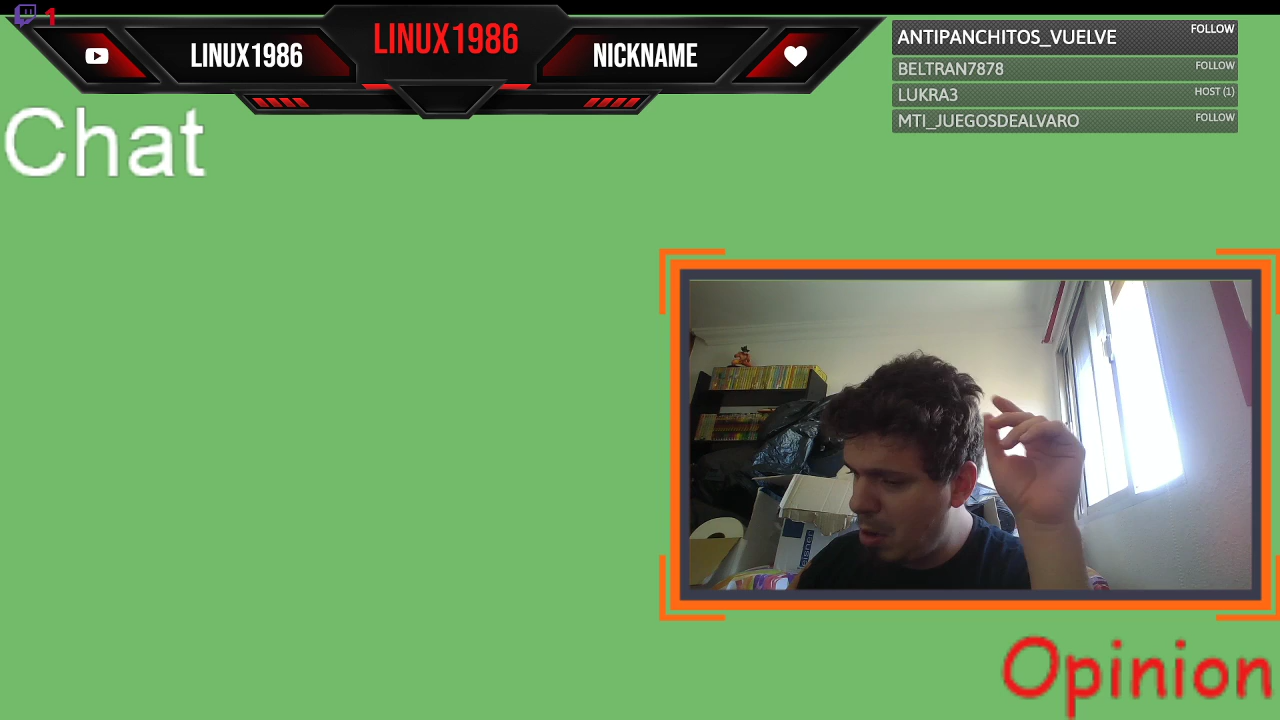 1
LINUX1986
LINUX1986
NICKNAME
ANTIPANCHITOS_VUELVE FOLLOW
BELTRAN7878 FOLLOW
LUKRA3 HOST (1)
MTI_JUEGOSDEALVARO FOLLOW
Chat
Opinion